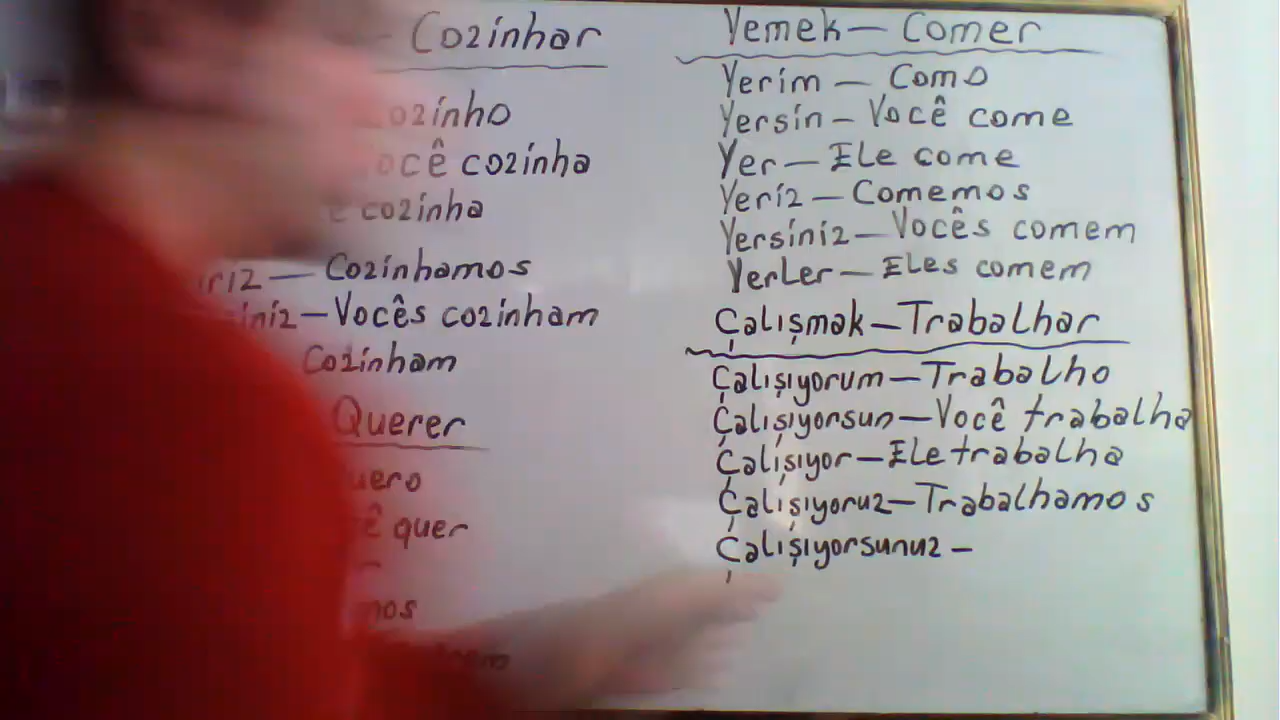 — Cozinhar
ozinho
ocê cozinha
cozinha
riz — Cozinhamos
iniz — Vocês cozinham
Cozinham
Querer
uero
ê quer
mos
Yemek — Comer
Yerim — Como
Yersin — Você come
Yer — Ele come
Yeriz — Comemos
Yersiniz — Vocês comem
YerLer — Eles comem
Çalışmak — Trabalhar
Çalışıyorum — Trabalho
Çalışıyorsun — Você trabalha
Çalışıyor — Ele trabalha
Çalışıyoruz — Trabalhamos
Çalışıyorsunuz —